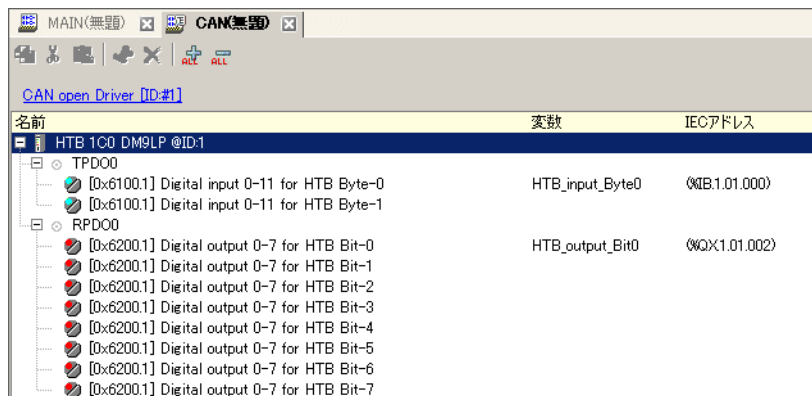 MAIN(無題) CAN(無題)
ALL ALL
CAN open Driver [ID:#1]
名前 変数 IECアドレス
HTB 1C0 DM9LP @ID:1
TPDO0
[0x6100.1] Digital input 0-11 for HTB Byte-0 HTB_input_Byte0 (%IB.1.01.000)
[0x6100.1] Digital input 0-11 for HTB Byte-1
RPDO0
[0x6200.1] Digital output 0-7 for HTB Bit-0 HTB_output_Bit0 (%QX.1.01.002)
[0x6200.1] Digital output 0-7 for HTB Bit-1
[0x6200.1] Digital output 0-7 for HTB Bit-2
[0x6200.1] Digital output 0-7 for HTB Bit-3
[0x6200.1] Digital output 0-7 for HTB Bit-4
[0x6200.1] Digital output 0-7 for HTB Bit-5
[0x6200.1] Digital output 0-7 for HTB Bit-6
[0x6200.1] Digital output 0-7 for HTB Bit-7